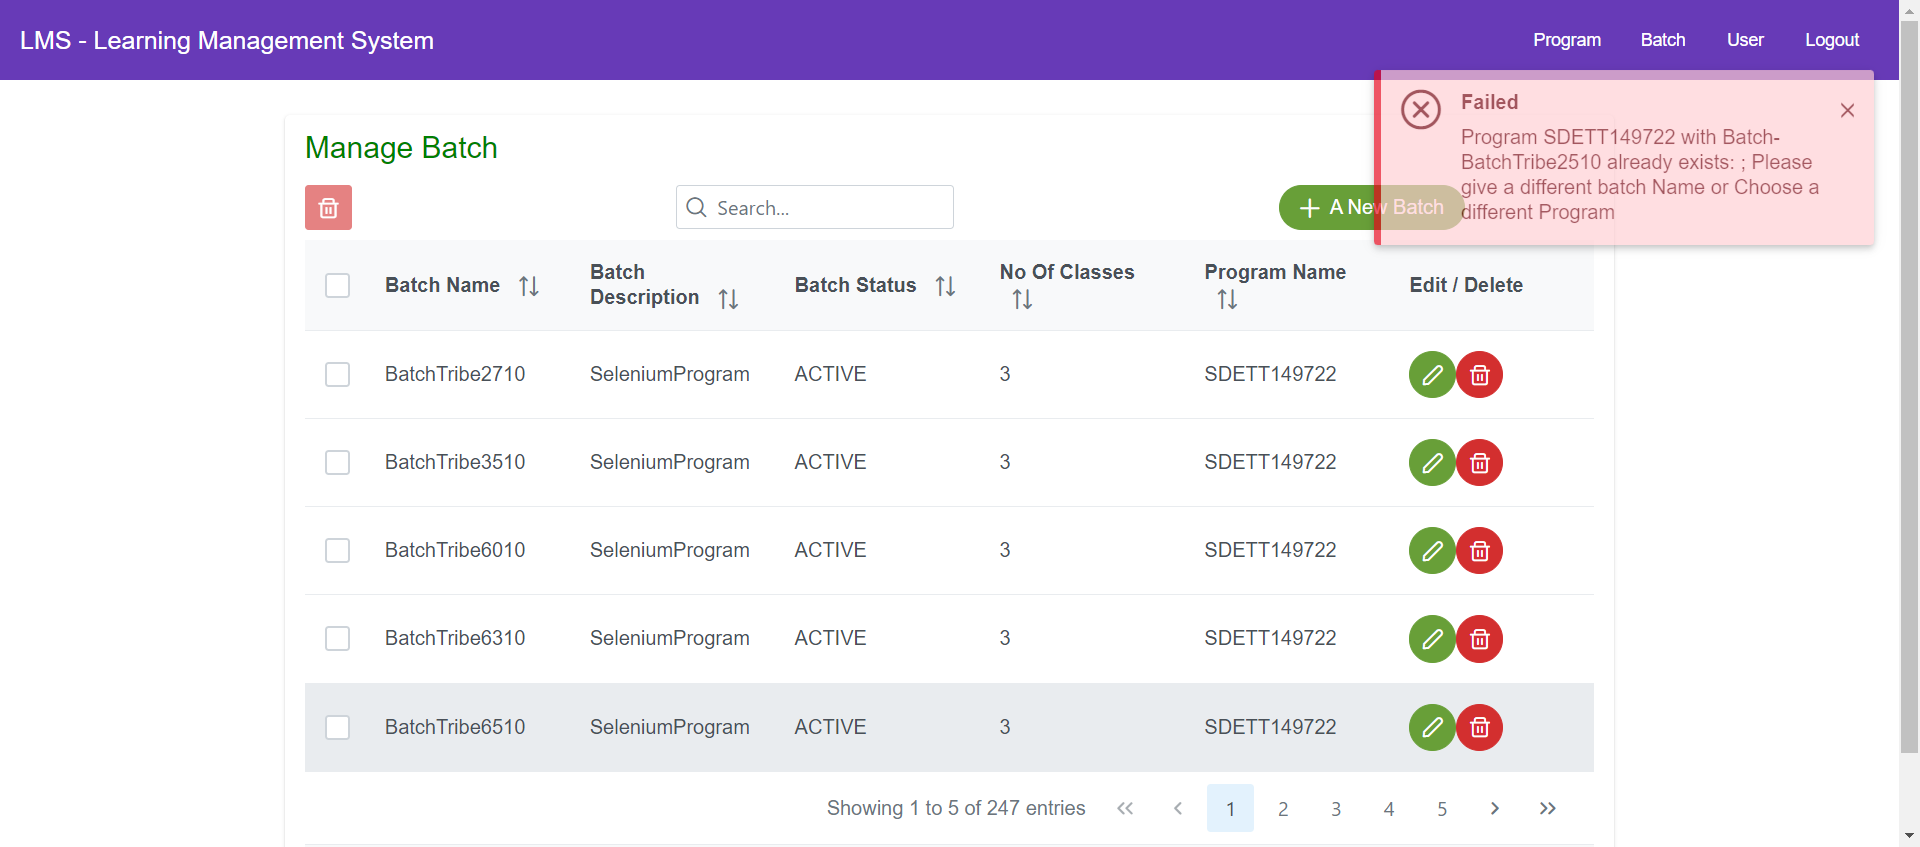 LMS - Learning Management System
Program Batch User Logout
Failed
Program SDETT149722 with Batch-
BatchTribe2510 already exists: ; Please
give a different batch Name or Choose a
different Program
Manage Batch
Search...
A New Batch
Batch Name
Batch
Description
Batch Status
No Of Classes
Program Name
Edit / Delete
BatchTribe2710 SeleniumProgram ACTIVE 3 SDETT149722
BatchTribe3510 SeleniumProgram ACTIVE 3 SDETT149722
BatchTribe6010 SeleniumProgram ACTIVE 3 SDETT149722
BatchTribe6310 SeleniumProgram ACTIVE 3 SDETT149722
BatchTribe6510 SeleniumProgram ACTIVE 3 SDETT149722
Showing 1 to 5 of 247 entries << < 1 2 3 4 5 > >>